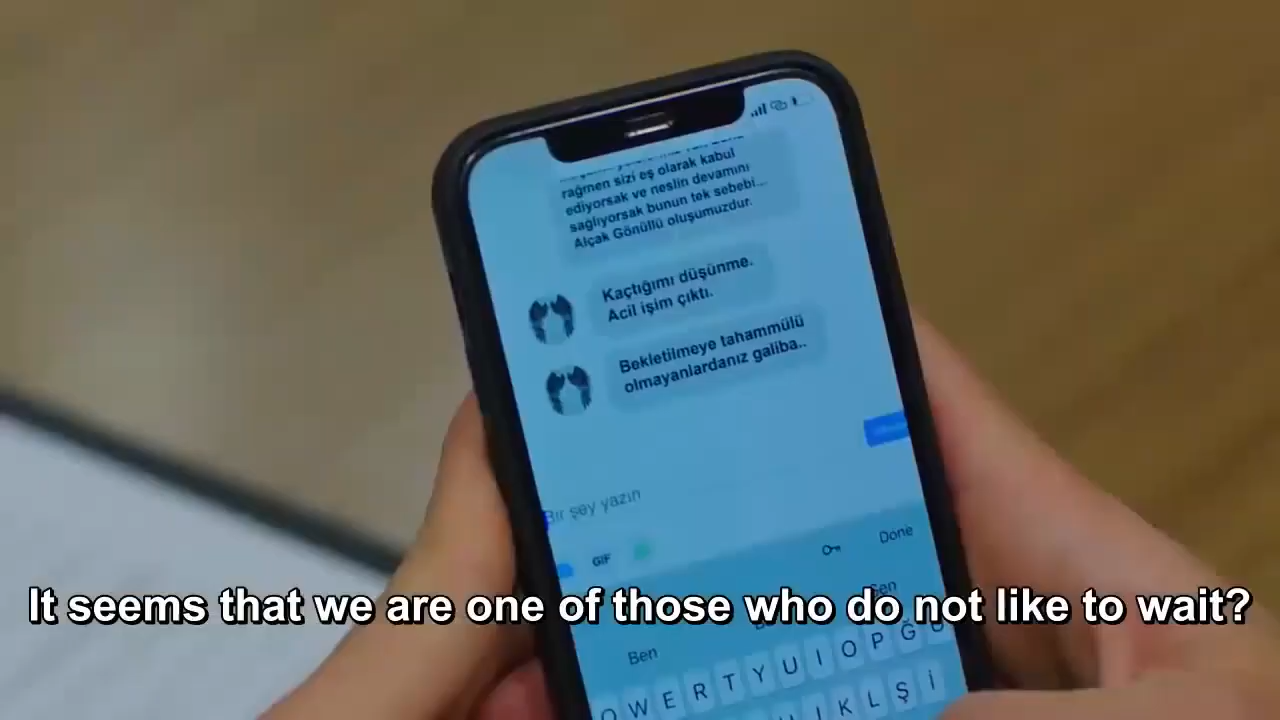 rağmen sizi eş olarak kabul
ediyorsak ve neslin devamını
sağlıyorsak bunun tek sebebi...
Alçak Gönüllü oluşumuzdur.
Kaçtığımı düşünme.
Acil işim çıktı.
Bekletilmeye tahammülü
olmayanlardanız galiba..
Bir şey yazın
GIF
Done
It seems that we are one of those who do not like to wait?
Ben
Sen
Q W E R T Y U I O P Ğ Ü
K L Ş İ